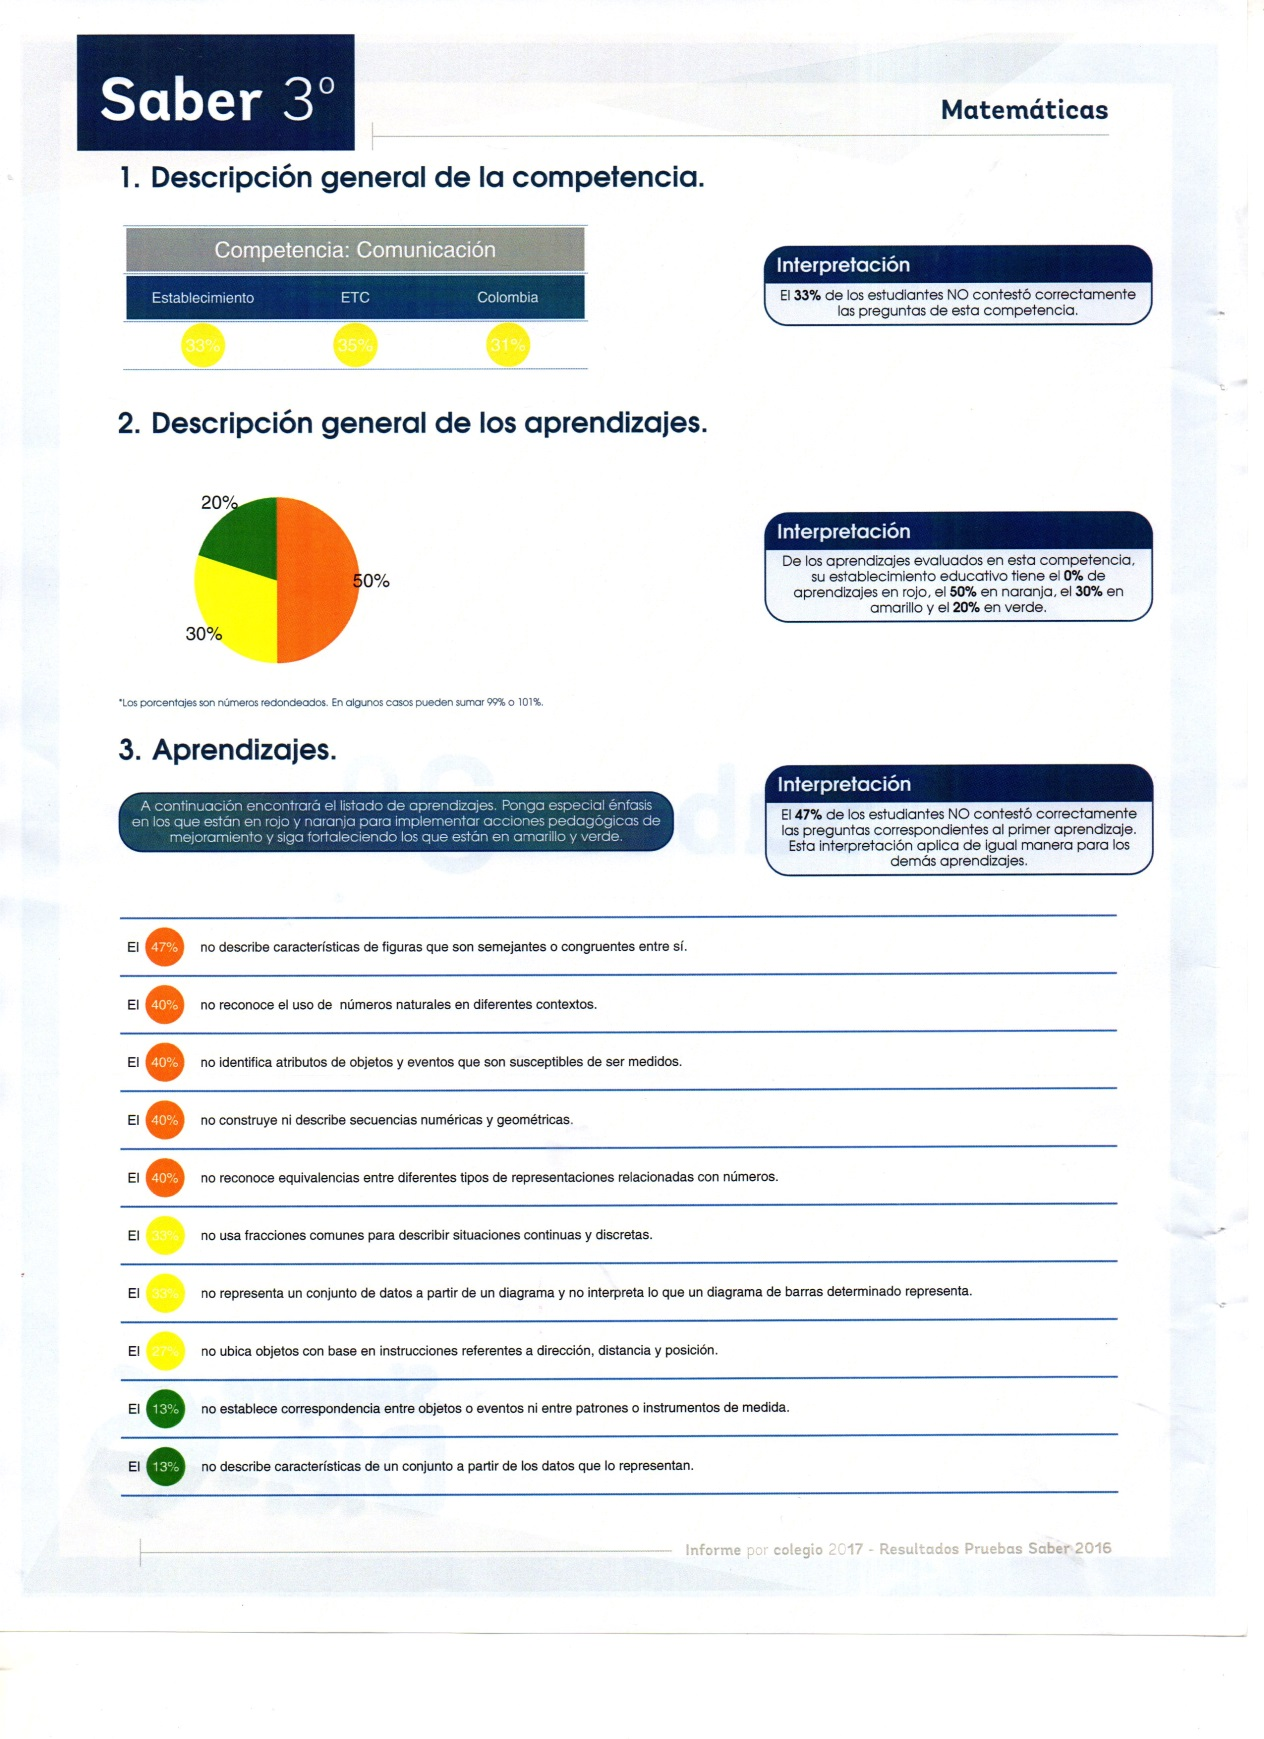 Saber 3º
Matemáticas
1. Descripción general de la competencia.
Competencia: Comunicación
Establecimiento ETC Colombia
33% 35% 31%
Interpretación
El 33% de los estudiantes NO contestó correctamente
las preguntas de esta competencia.
2. Descripción general de los aprendizajes.
20%
50%
30%
Interpretación
De los aprendizajes evaluados en esta competencia,
su establecimiento educativo tiene el 0% de
aprendizajes en rojo, el 50% en naranja, el 30% en
amarillo y el 20% en verde.
*Los porcentajes son números redondeados. En algunos casos pueden sumar 99% o 101%.
3. Aprendizajes.
A continuación encontrará el listado de aprendizajes. Ponga especial énfasis
en los que están en rojo y naranja para implementar acciones pedagógicas de
mejoramiento y siga fortaleciendo los que están en amarillo y verde.
Interpretación
El 47% de los estudiantes NO contestó correctamente
las preguntas correspondientes al primer aprendizaje.
Esta interpretación aplica de igual manera para los
demás aprendizajes.
El 47% no describe características de figuras que son semejantes o congruentes entre sí.
El 40% no reconoce el uso de números naturales en diferentes contextos.
El 40% no identifica atributos de objetos y eventos que son susceptibles de ser medidos.
El 40% no construye ni describe secuencias numéricas y geométricas.
El 40% no reconoce equivalencias entre diferentes tipos de representaciones relacionadas con números.
El 33% no usa fracciones comunes para describir situaciones continuas y discretas.
El 33% no representa un conjunto de datos a partir de un diagrama y no interpreta lo que un diagrama de barras determinado representa.
El 27% no ubica objetos con base en instrucciones referentes a dirección, distancia y posición.
El 13% no establece correspondencia entre objetos o eventos ni entre patrones o instrumentos de medida.
El 13% no describe características de un conjunto a partir de los datos que lo representan.
Informe por colegio 2017 - Resultados Pruebas Saber 2016